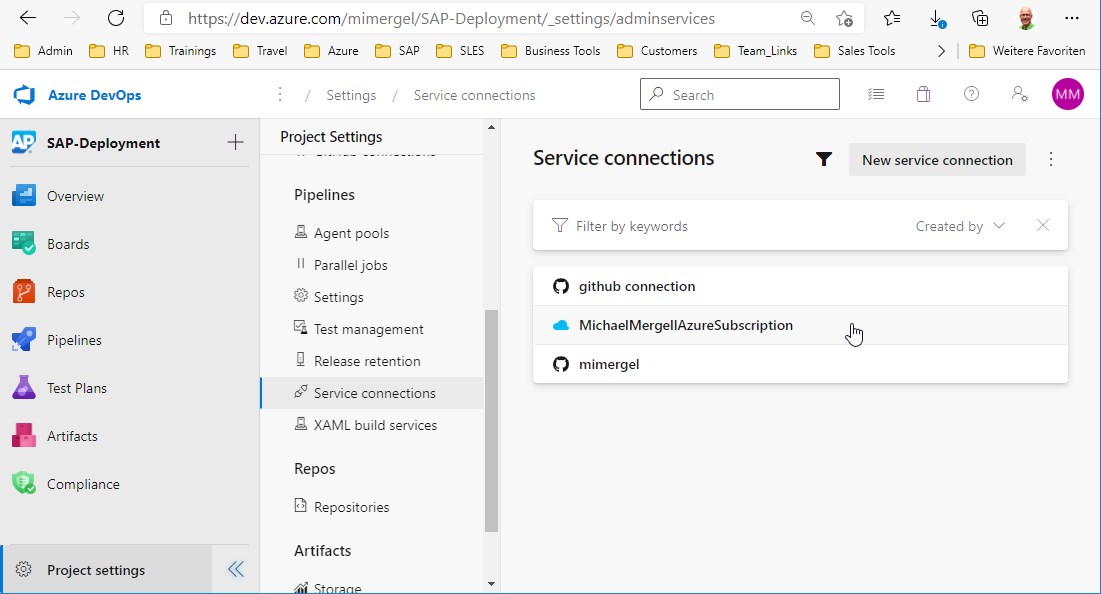 https://dev.azure.com/mimergel/SAP-Deployment/_settings/adminservices
Admin HR Trainings Travel Azure SAP SLES Business Tools Customers Team_Links Sales Tools Weitere Favoriten
Azure DevOps / Settings / Service connections Search MM
AP SAP-Deployment
Overview
Boards
Repos
Pipelines
Test Plans
Artifacts
Compliance
Project settings
Project Settings
GitHub connections
Pipelines
Agent pools
Parallel jobs
Settings
Test management
Release retention
Service connections
XAML build services
Repos
Repositories
Artifacts
Storage
Service connections New service connection
Filter by keywords Created by
github connection
MichaelMergellAzureSubscription
mimergel